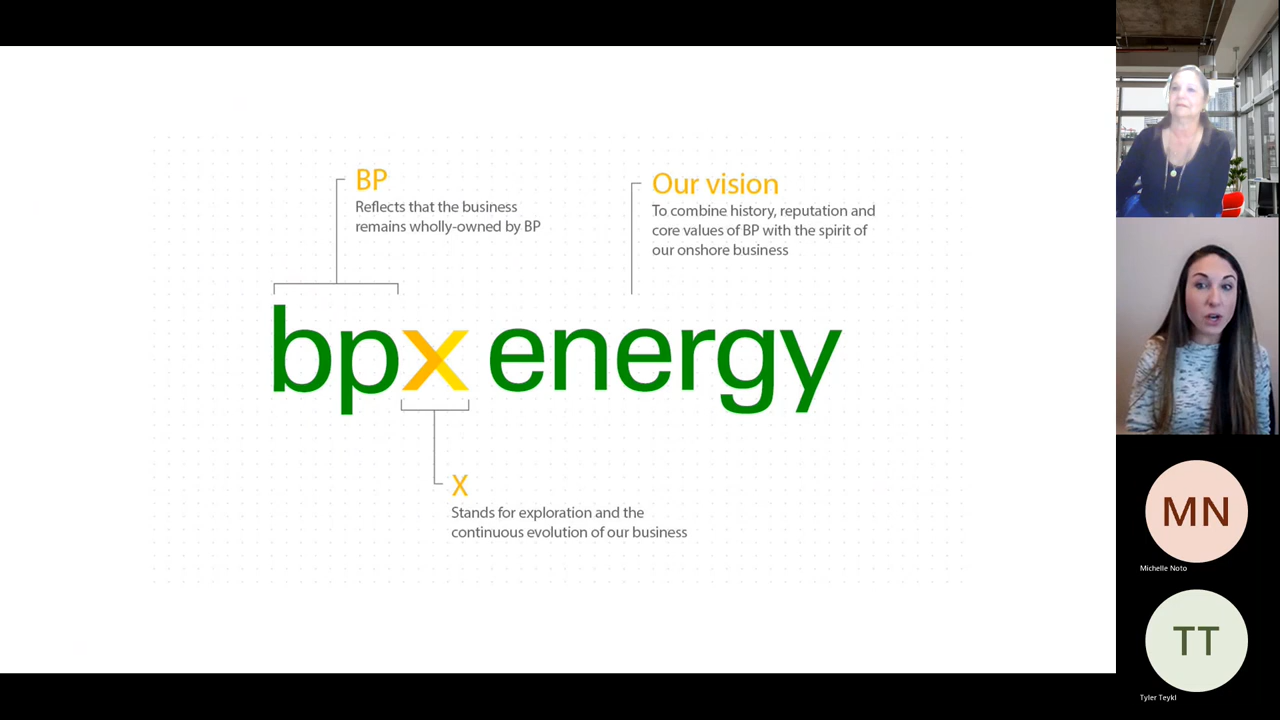 BP
Reflects that the business
remains wholly-owned by BP
Our vision
To combine history, reputation and
core values of BP with the spirit of
our onshore business
bpx energy
X
Stands for exploration and the
continuous evolution of our business
MN
Michelle Noto
TT
Tyler Teykl